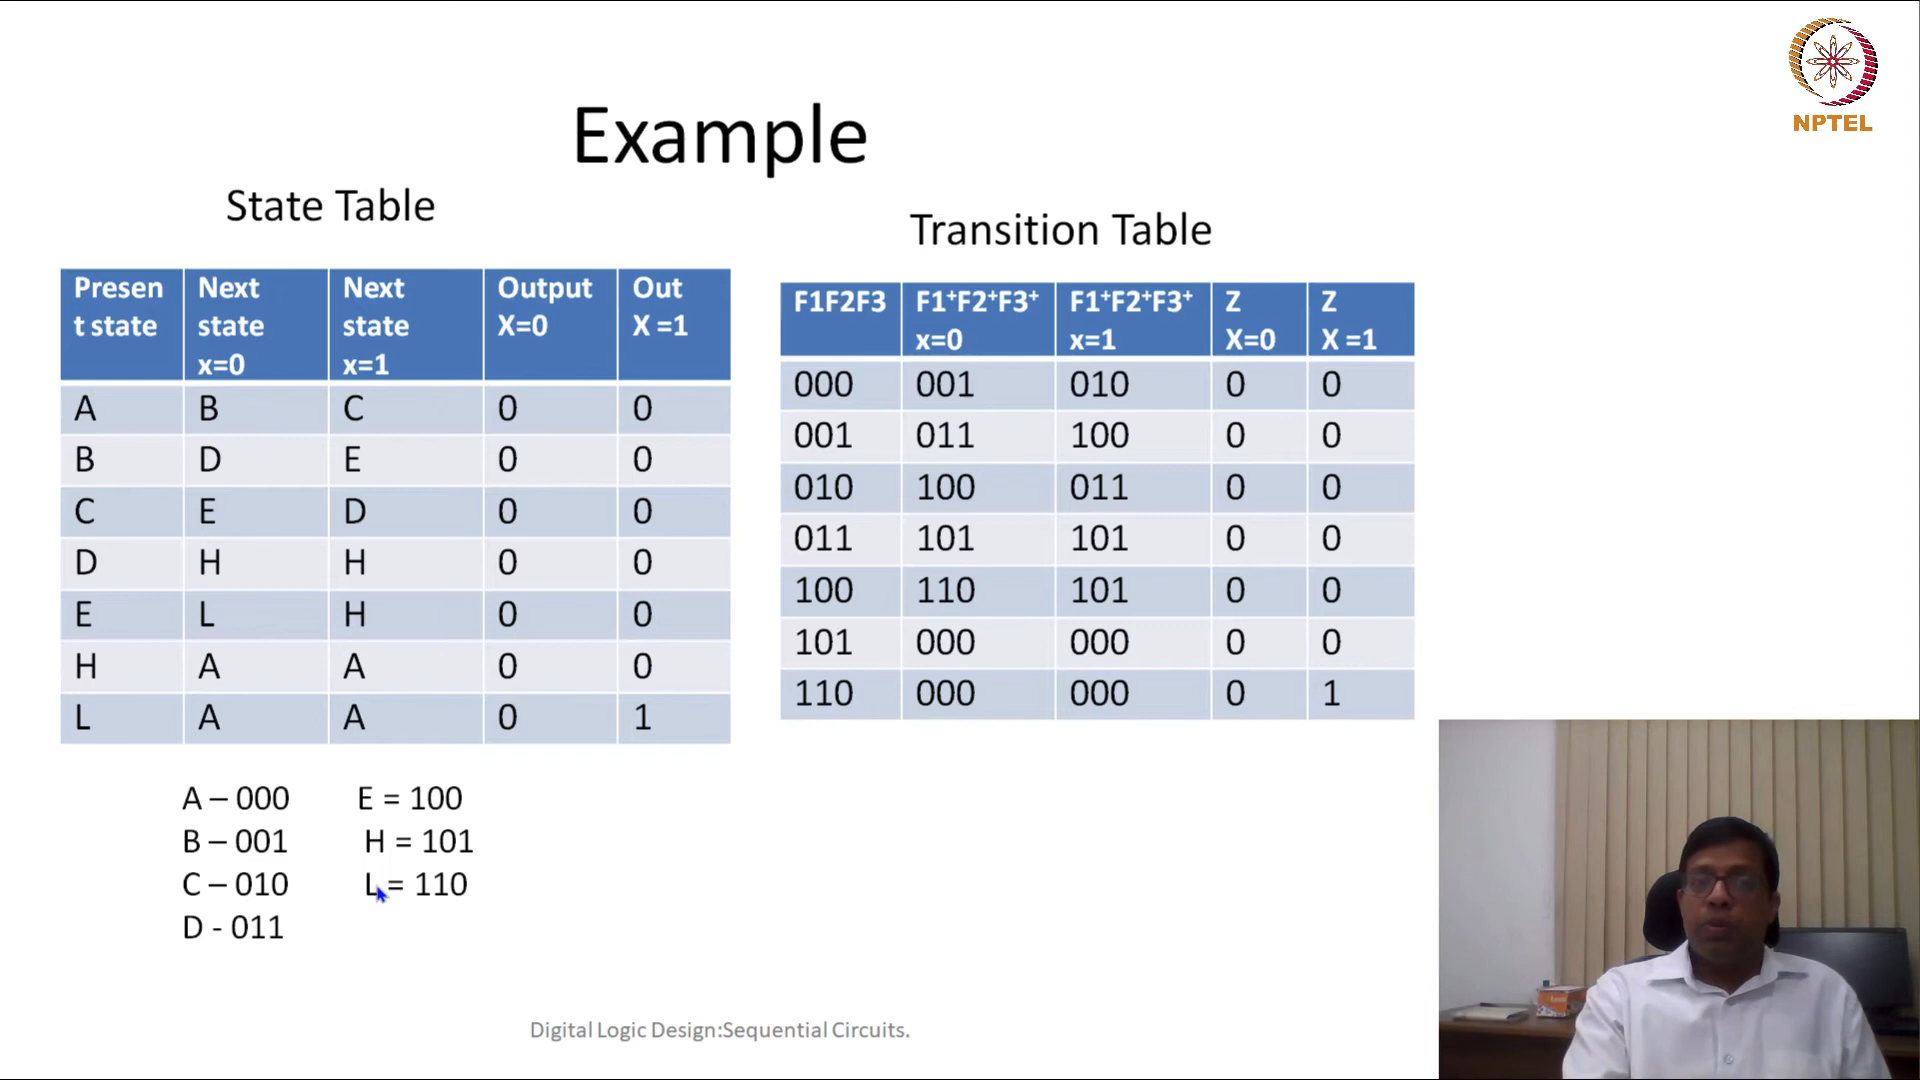 NPTEL
Example
State Table
Presen
t state
Next
state
x=0
Next
state
x=1
Output
X=0
Out
X =1
A B C 0 0
B D E 0 0
C E D 0 0
D H H 0 0
E L H 0 0
H A A 0 0
L A A 0 1
A – 000 E = 100
B – 001 H = 101
C – 010 L = 110
D - 011
Transition Table
F1F2F3
F1⁺F2⁺F3⁺
x=0
F1⁺F2⁺F3⁺
x=1
Z
X=0
Z
X =1
000 001 010 0 0
001 011 100 0 0
010 100 011 0 0
011 101 101 0 0
100 110 101 0 0
101 000 000 0 0
110 000 000 0 1
Digital Logic Design:Sequential Circuits.